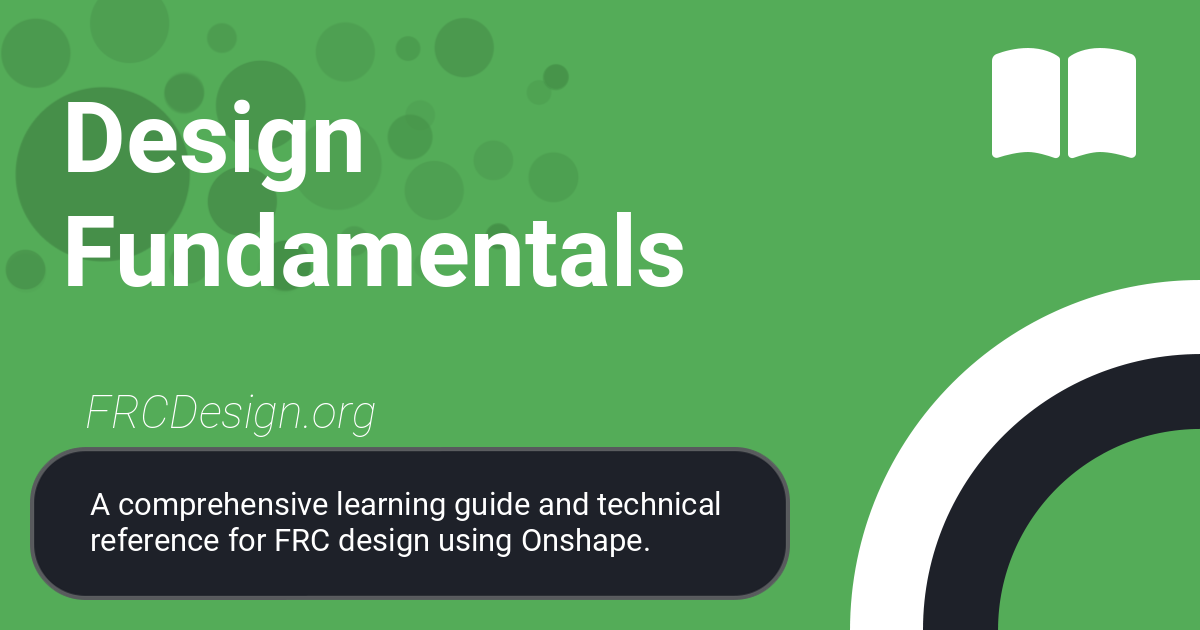 Design
Fundamentals
FRCDesign.org
A comprehensive learning guide and technical
reference for FRC design using Onshape.